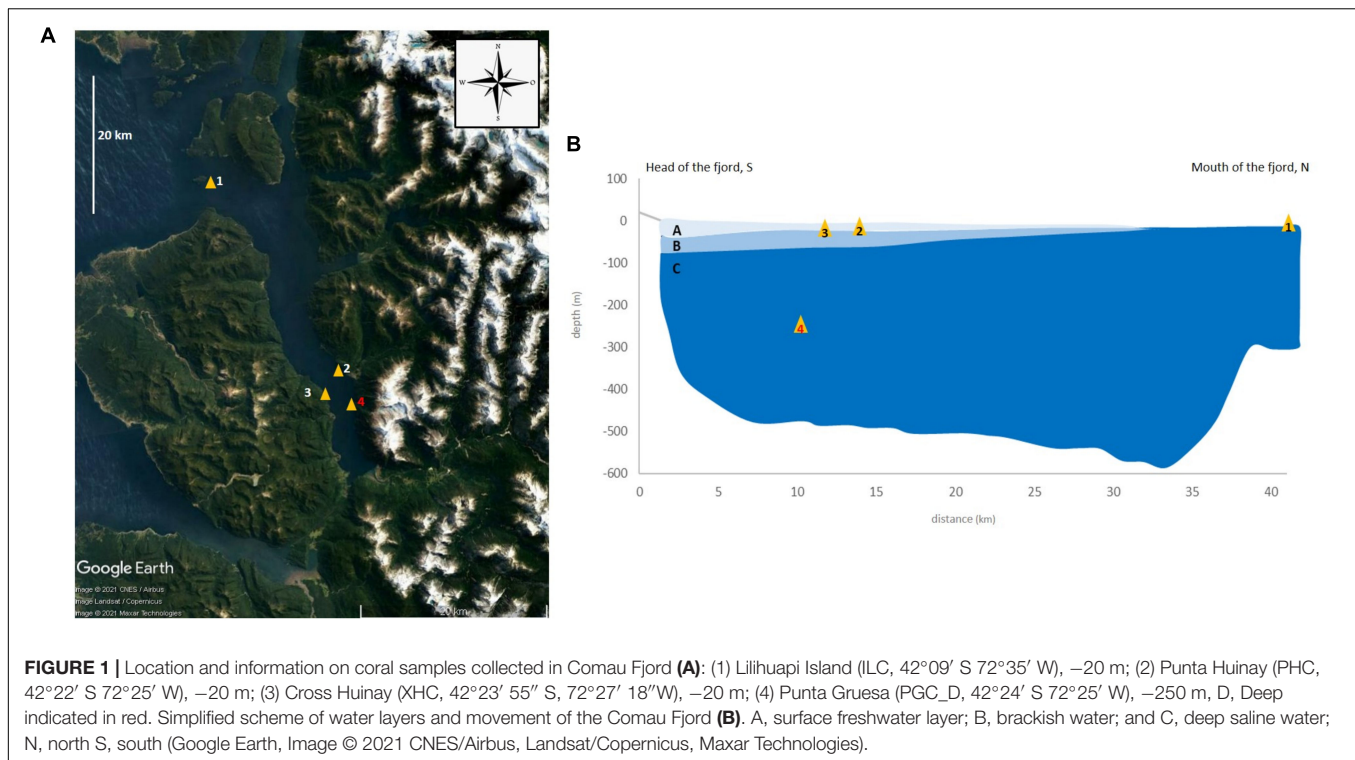 A
N
W
O
S
20 km
1
2
3
4
Google Earth
Image © 2021 CNES / Airbus
Image Landsat / Copernicus
Image © 2021 Maxar Technologies
20 km
B
Head of the fjord, S
Mouth of the fjord, N
100
0
-100
-200
-300
-400
-500
-600
depth (m)
A
B
C
3
2
1
4
0
5
10
15
20
25
30
35
40
distance (km)
FIGURE 1 | Location and information on coral samples collected in Comau Fjord (A): (1) Lilihuapi Island (ILC, 42°09′ S 72°35′ W), −20 m; (2) Punta Huinay (PHC,
42°22′ S 72°25′ W), −20 m; (3) Cross Huinay (XHC, 42°23′ 55″ S, 72°27′ 18″W), −20 m; (4) Punta Gruesa (PGC_D, 42°24′ S 72°25′ W), −250 m, D, Deep
indicated in red. Simplified scheme of water layers and movement of the Comau Fjord (B). A, surface freshwater layer; B, brackish water; and C, deep saline water;
N, north S, south (Google Earth, Image © 2021 CNES/Airbus, Landsat/Copernicus, Maxar Technologies).